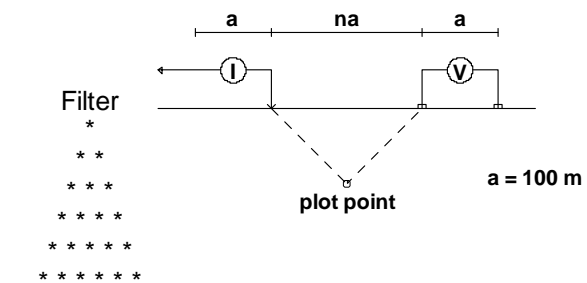 a na a
I V
Filter
*
* *
* * *
a = 100 m
plot point
* * * *
* * * * *
* * * * * *